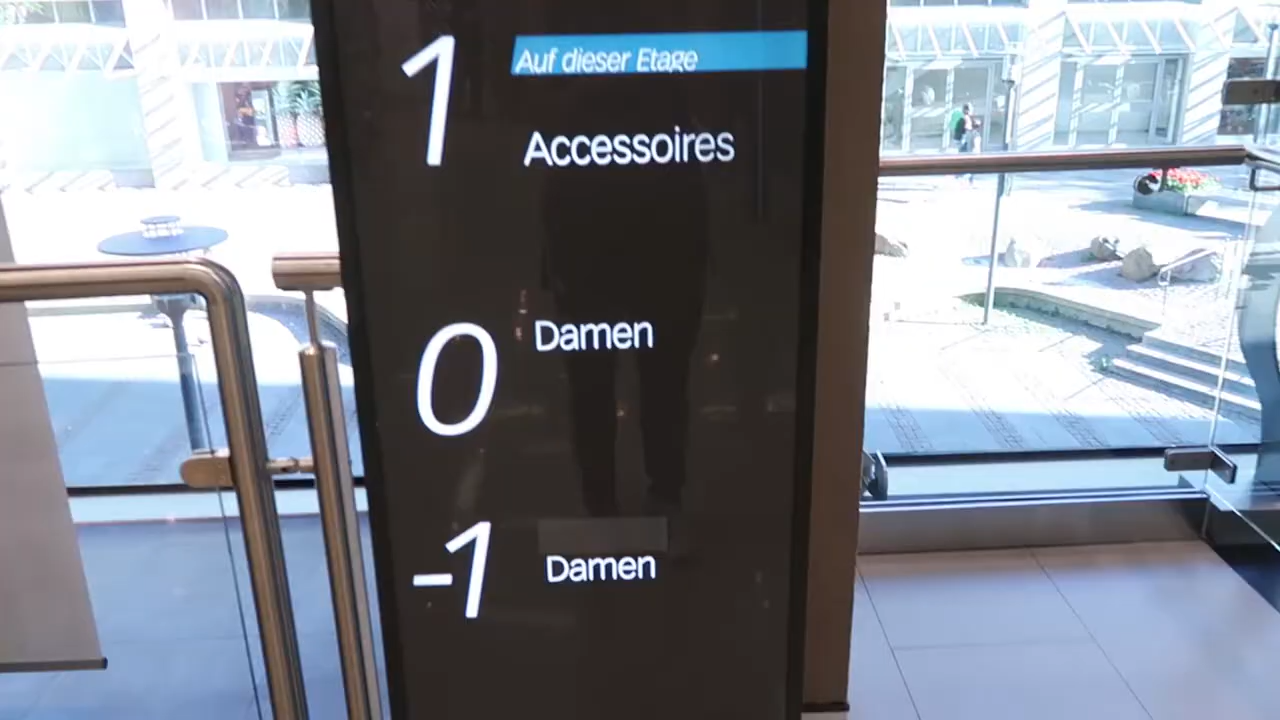 1 Auf dieser Etage
Accessoires
0 Damen
-1 Damen